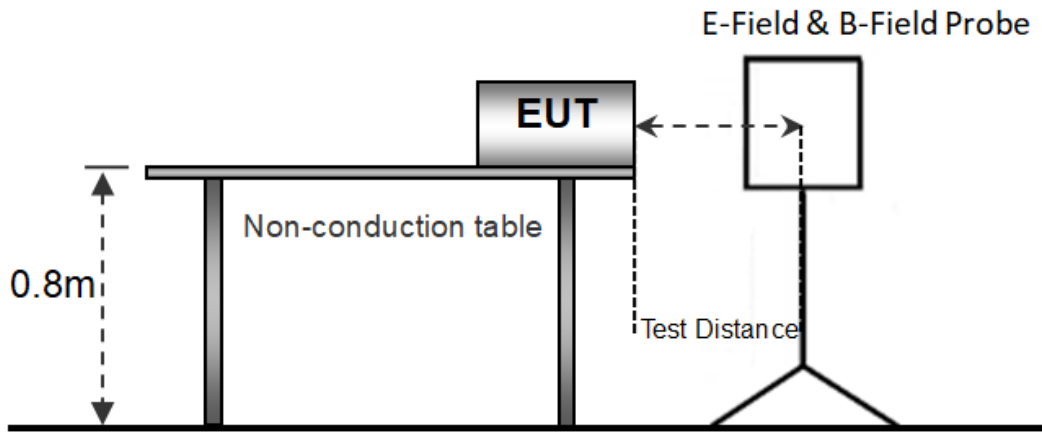 E-Field & B-Field Probe
EUT
Non-conduction table
0.8m
Test Distance